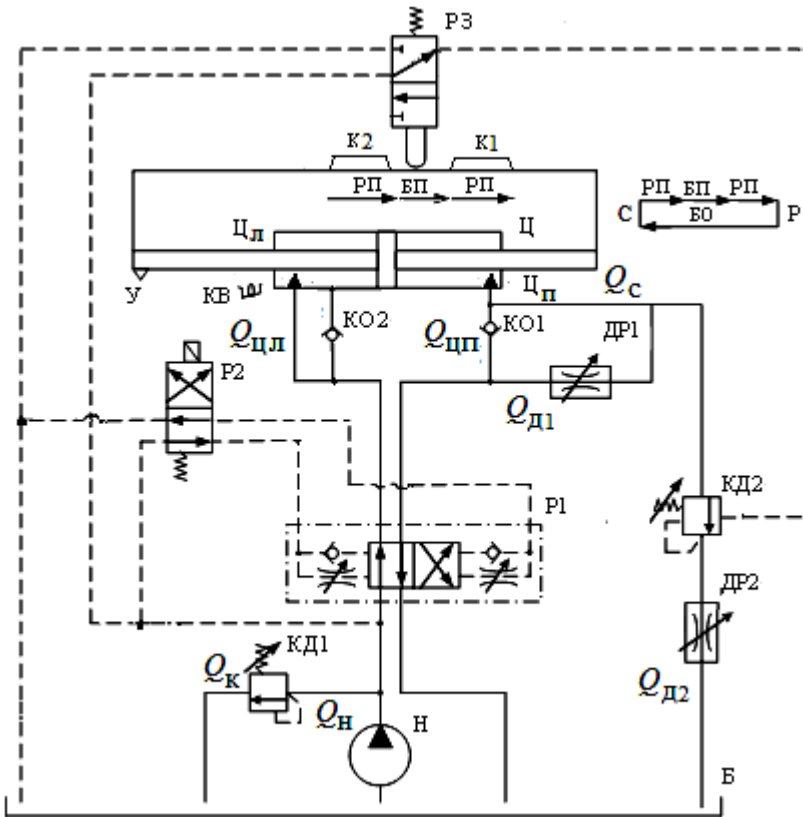 Р3
К2
К1
РП БП РП
РП БП РП
С
БО
Р
Цл
Ц
У
КВ
Цп
Qс
КО2
КО1
ДР1
QЦЛ
QЦП
Р2
QД1
КД2
Р1
ДР2
КД1
Qк
QД2
Qн
Н
Б